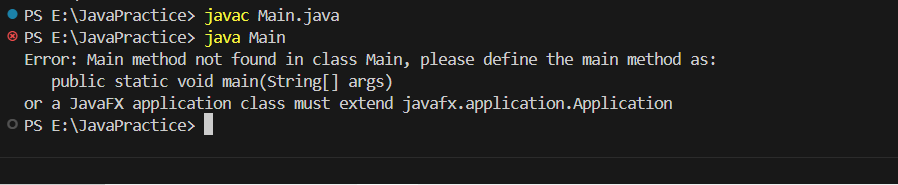 PS E:\JavaPractice> javac Main.java
PS E:\JavaPractice> java Main
Error: Main method not found in class Main, please define the main method as:
   public static void main(String[] args)
or a JavaFX application class must extend javafx.application.Application
PS E:\JavaPractice>